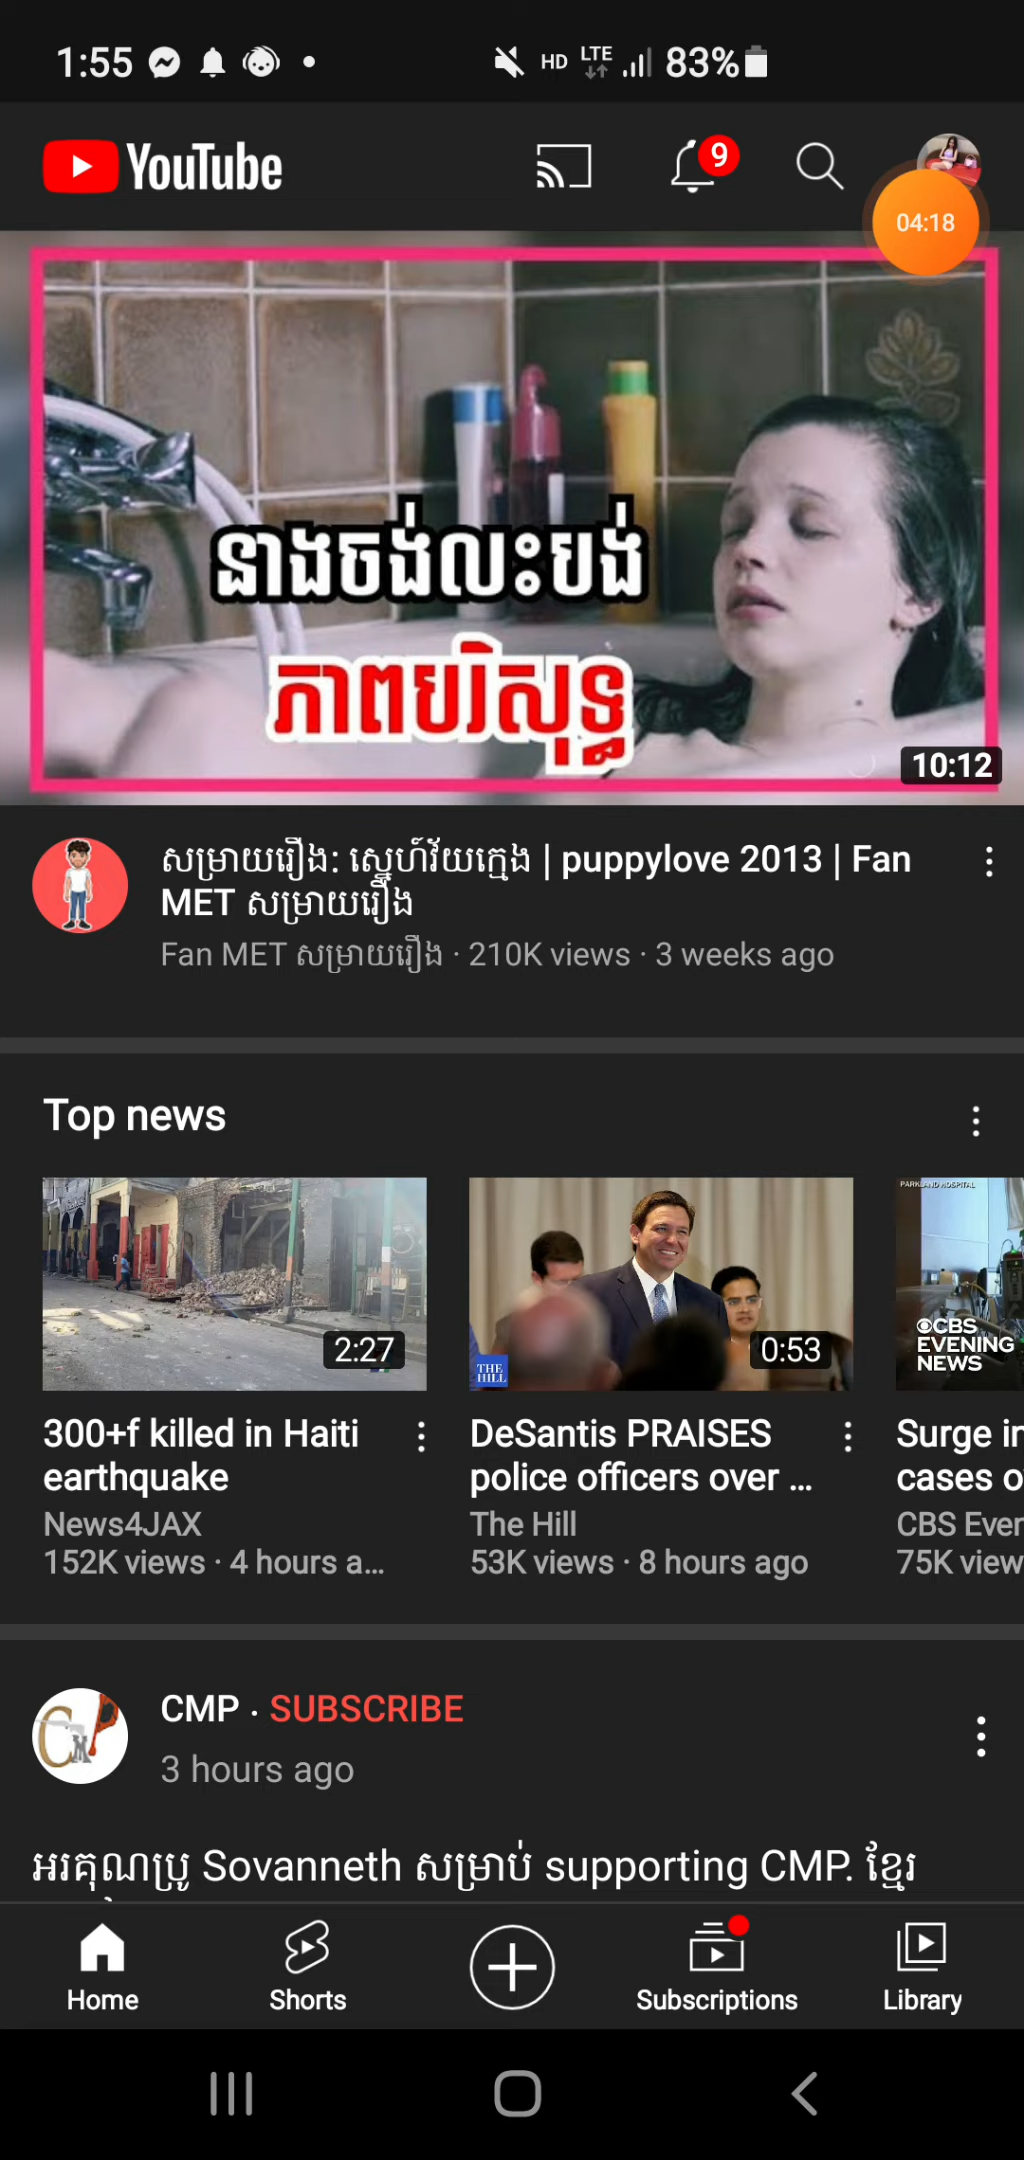 1:55 HD LTE 83%
YouTube 9
04:18
នាងចង់លះបង់
ភាពបរិសុទ្ធ
10:12
សម្រាយរឿង: ស្នេហ៍វ័យក្មេង | puppylove 2013 | Fan
MET សម្រាយរឿង
Fan MET សម្រាយរឿង · 210K views · 3 weeks ago
Top news
PARKLAND HOSPITAL
2:27
THE HILL
0:53
CBS
EVENING
NEWS
300+f killed in Haiti
earthquake
News4JAX
152K views · 4 hours a...
DeSantis PRAISES
police officers over ...
The Hill
53K views · 8 hours ago
Surge in
cases o
CBS Ever
75K view
CMP · SUBSCRIBE
3 hours ago
អរគុណប្រូ Sovanneth សម្រាប់ supporting CMP. ខ្មែរ
Home Shorts Subscriptions Library